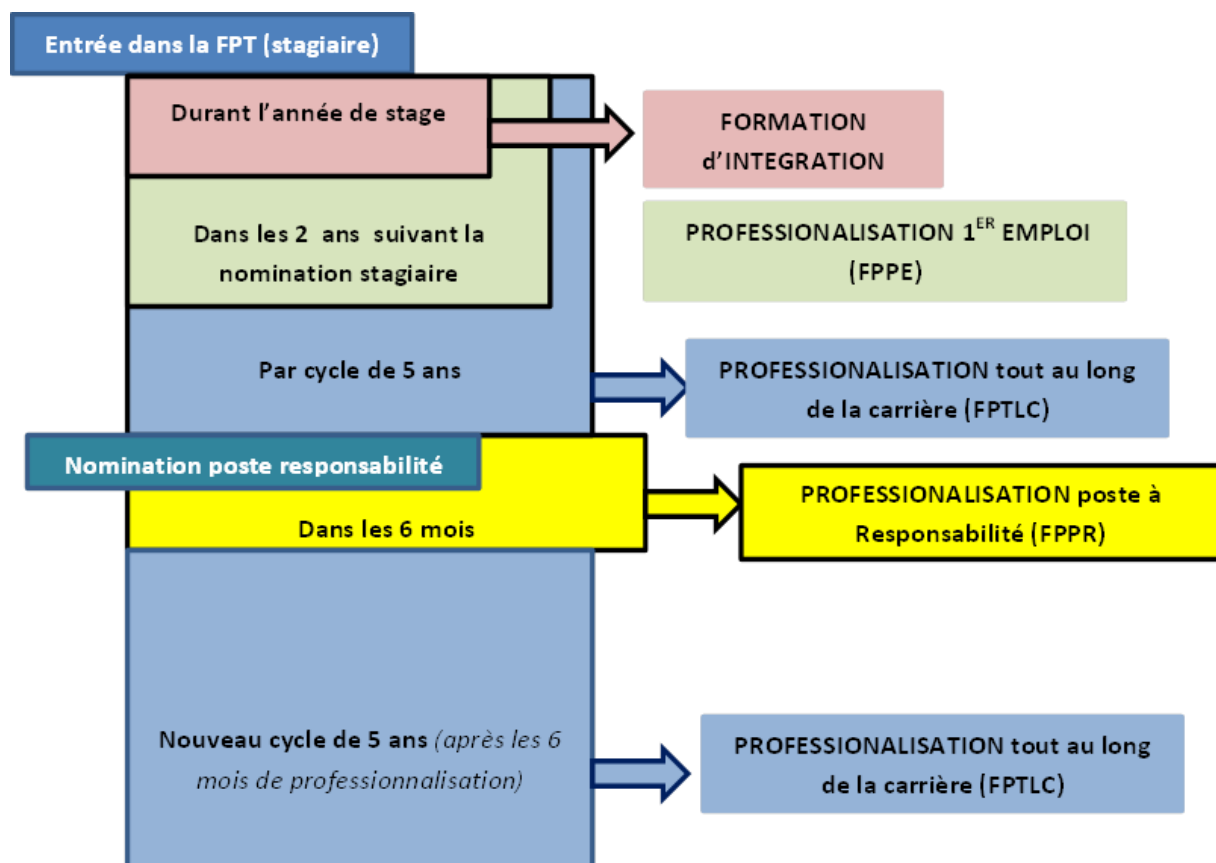 Entrée dans la FPT (stagiaire)
Durant l’année de stage
FORMATION
d’INTEGRATION
Dans les 2 ans suivant la
nomination stagiaire
PROFESSIONALISATION 1ER EMPLOI
(FPPE)
Par cycle de 5 ans
PROFESSIONALISATION tout au long
de la carrière (FPTLC)
Nomination poste responsabilité
Dans les 6 mois
PROFESSIONALISATION poste à
Responsabilité (FPPR)
Nouveau cycle de 5 ans (après les 6
mois de professionnalisation)
PROFESSIONALISATION tout au long
de la carrière (FPTLC)